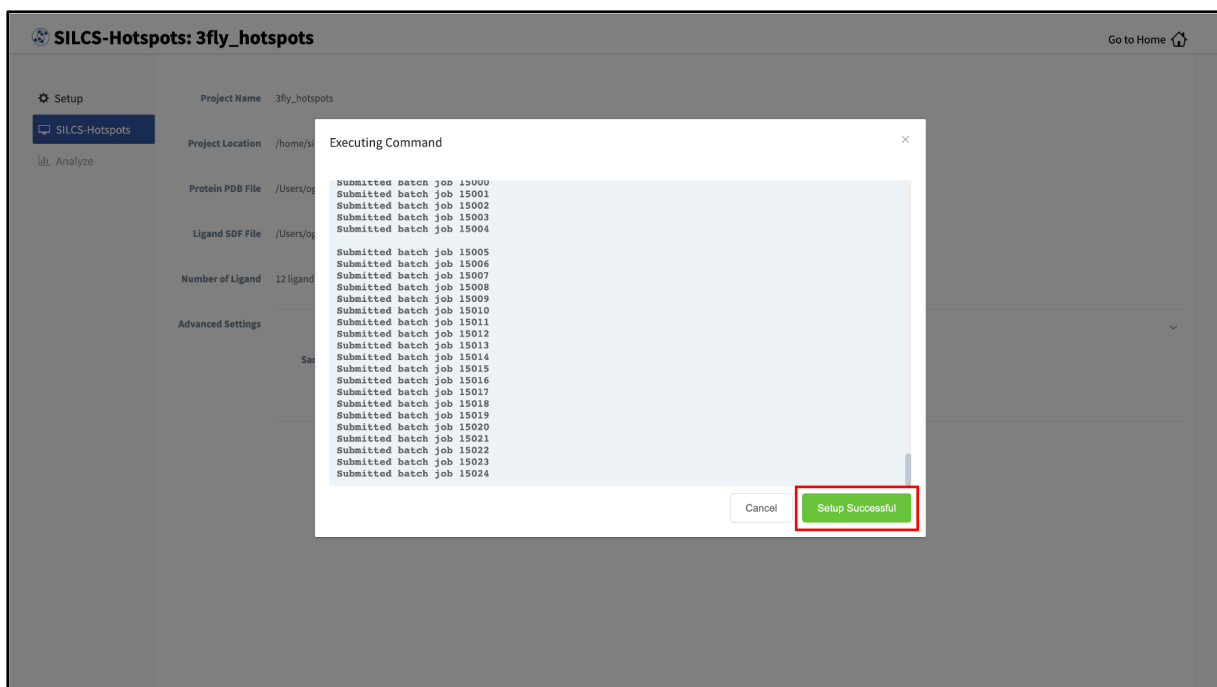 SILCS-Hotspots: 3fly_hotspots
Go to Home
Setup
SILCS-Hotspots
Analyze
Project Name 3fly_hotspots
Project Location /home/si
Protein PDB File /Users/og
Ligand SDF File /Users/og
Number of Ligand 12 ligand
Advanced Settings
Sar
Executing Command
Submitted batch job 15000
Submitted batch job 15001
Submitted batch job 15002
Submitted batch job 15003
Submitted batch job 15004
Submitted batch job 15005
Submitted batch job 15006
Submitted batch job 15007
Submitted batch job 15008
Submitted batch job 15009
Submitted batch job 15010
Submitted batch job 15011
Submitted batch job 15012
Submitted batch job 15013
Submitted batch job 15014
Submitted batch job 15015
Submitted batch job 15016
Submitted batch job 15017
Submitted batch job 15018
Submitted batch job 15019
Submitted batch job 15020
Submitted batch job 15021
Submitted batch job 15022
Submitted batch job 15023
Submitted batch job 15024
Cancel
Setup Successful